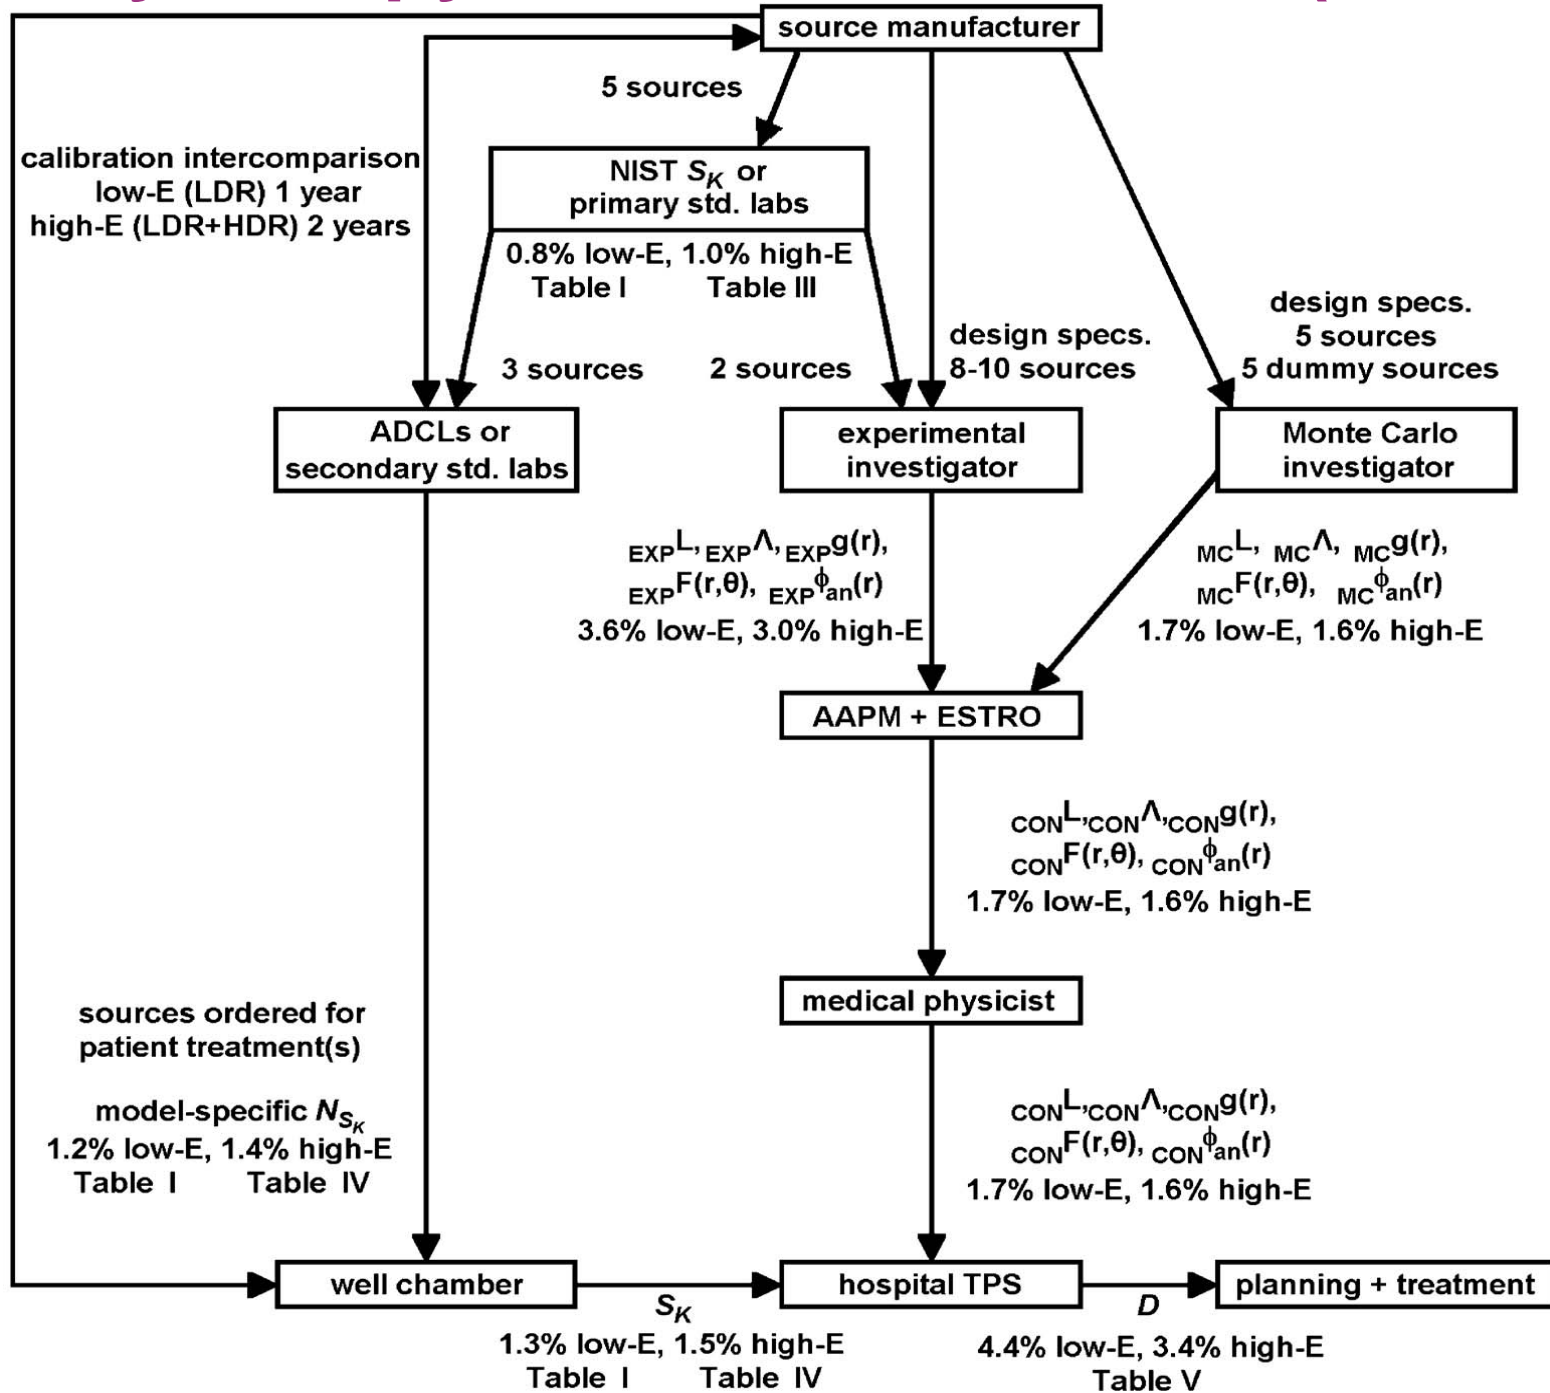 source manufacturer
5 sources
calibration intercomparison
low-E (LDR) 1 year
high-E (LDR+HDR) 2 years
NIST S_K or
primary std. labs
0.8% low-E, 1.0% high-E
Table I Table III
3 sources
2 sources
design specs.
8-10 sources
design specs.
5 sources
5 dummy sources
ADCLs or
secondary std. labs
experimental
investigator
Monte Carlo
investigator
EXPL, EXPΛ, EXPg(r),
EXPF(r,θ), EXPϕan(r)
3.6% low-E, 3.0% high-E
MCL, MCΛ, MCg(r),
MCF(r,θ), MCϕan(r)
1.7% low-E, 1.6% high-E
AAPM + ESTRO
CONL,CONΛ,CONg(r),
CONF(r,θ), CONϕan(r)
1.7% low-E, 1.6% high-E
medical physicist
sources ordered for
patient treatment(s)
model-specific N_SK
1.2% low-E, 1.4% high-E
Table I Table IV
CONL,CONΛ,CONg(r),
CONF(r,θ), CONϕan(r)
1.7% low-E, 1.6% high-E
well chamber
hospital TPS
planning + treatment
S_K
1.3% low-E, 1.5% high-E
Table I Table IV
D
4.4% low-E, 3.4% high-E
Table V